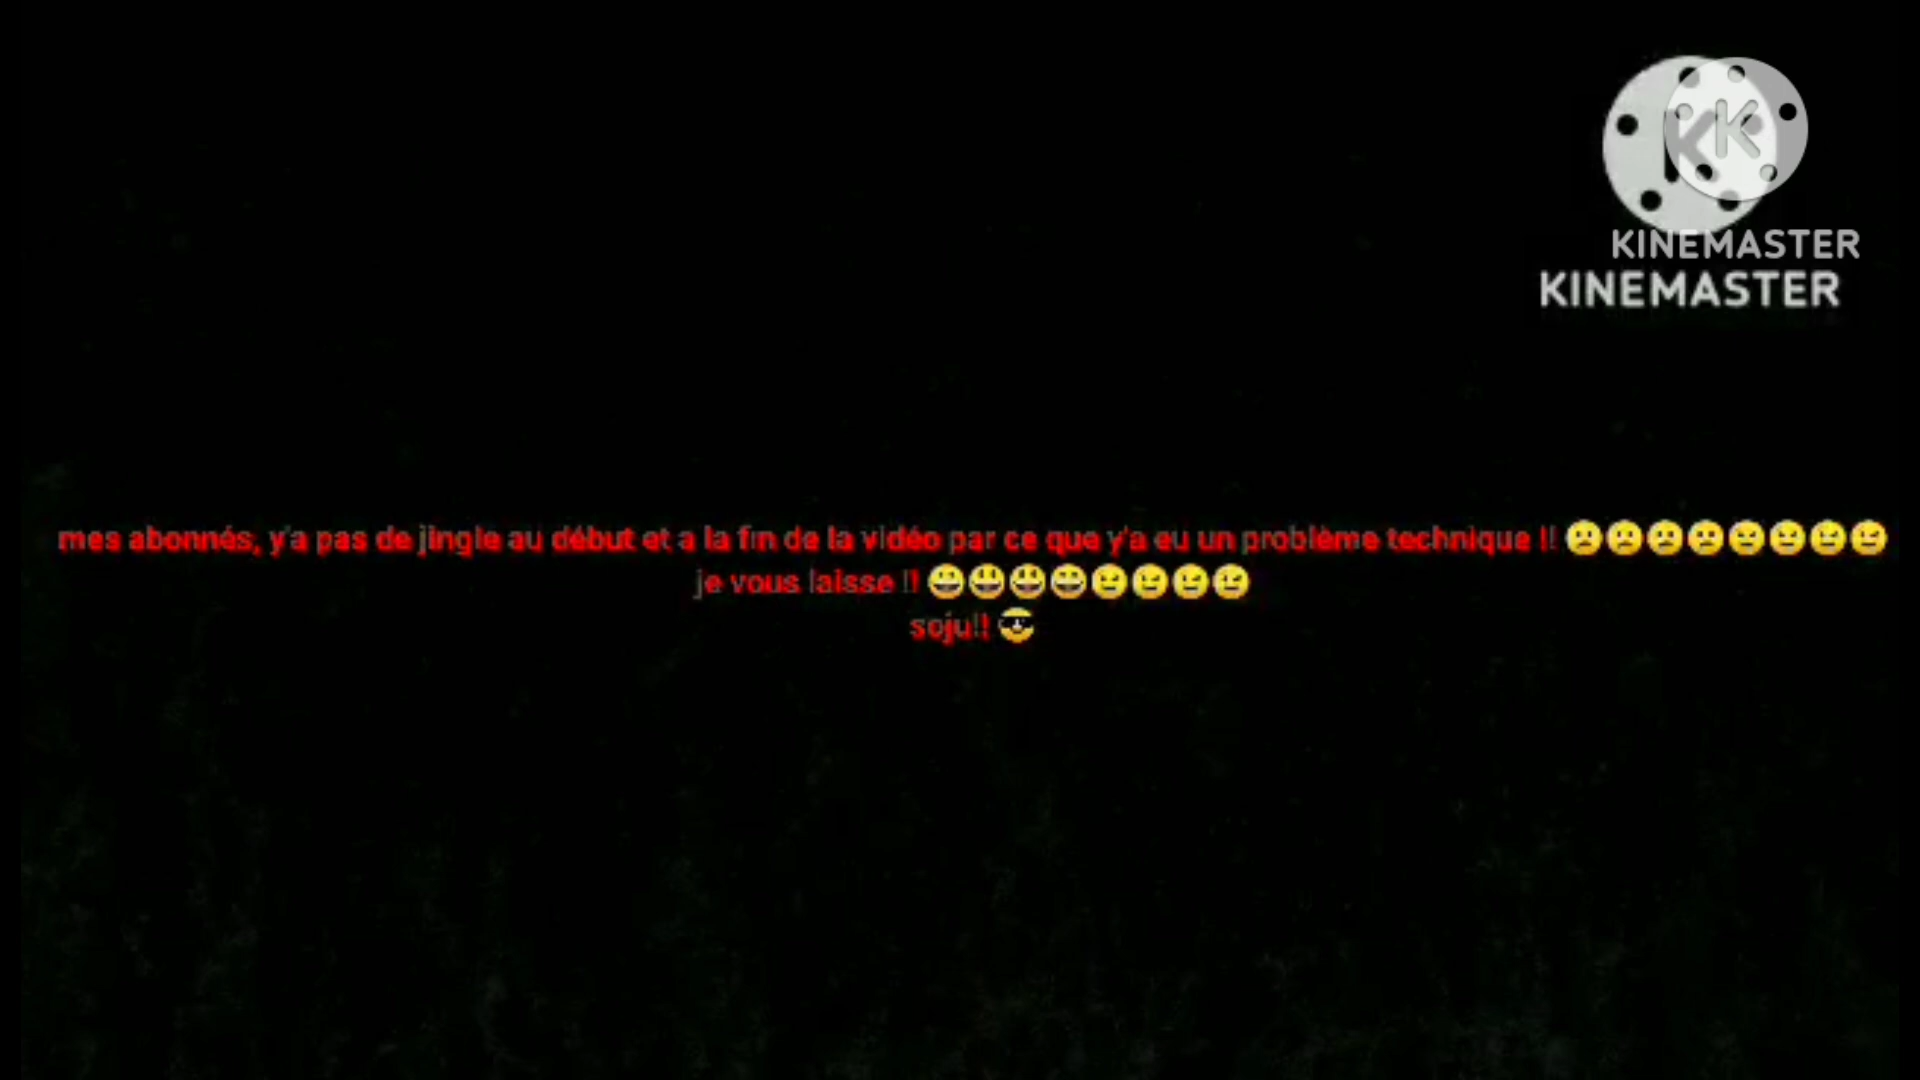 KINEMASTER
KINEMASTER
mes abonnés, y'a pas de jingle au début et a la fin de la vidéo par ce que y'a eu un problème technique !! ☹☹☹☹😉😉😉😉
je vous laisse !! 😀😀😀😀😉😉😉😉
soju!! 😎